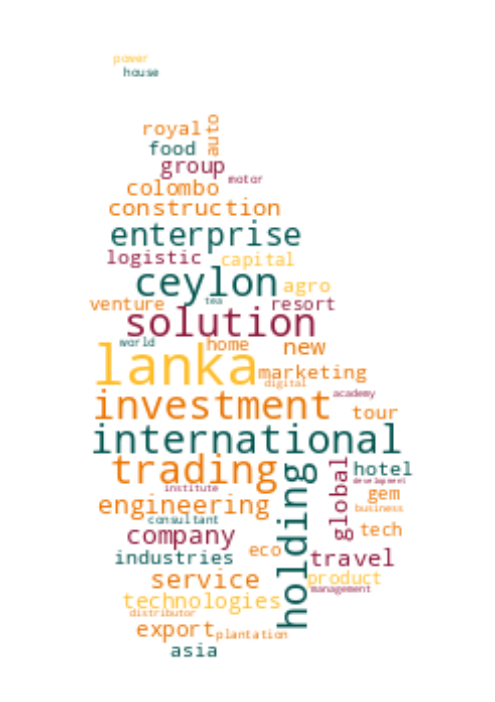 power
house
royal
auto
food
group
motor
colombo
construction
enterprise
logistic
capital
ceylon
agro
venture
tea
resort
solution
world
home
new
lanka
marketing
digital
investment
academy
tour
international
trading
holding
global
hotel
development
institute
gem
engineering
business
consultant
tech
company
eco
industries
travel
service
product
management
technologies
distributor
export
plantation
asia